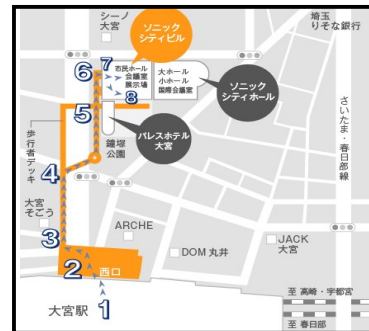 シーノ
大宮
ソニック
シティビル
埼玉
りそな銀行
6
7
市民ホール
会議室
展示場
8
大ホール
小ホール
国際会議室
ソニック
シティホール
5
パレスホテル
大宮
鐘塚
公園
歩行者デッキ
さいたま・春日部線
4
大宮
そごう
3
ARCHE
DOM 丸井
JACK
大宮
2
西口
1
大宮駅
至 高崎・宇都宮
至 春日部